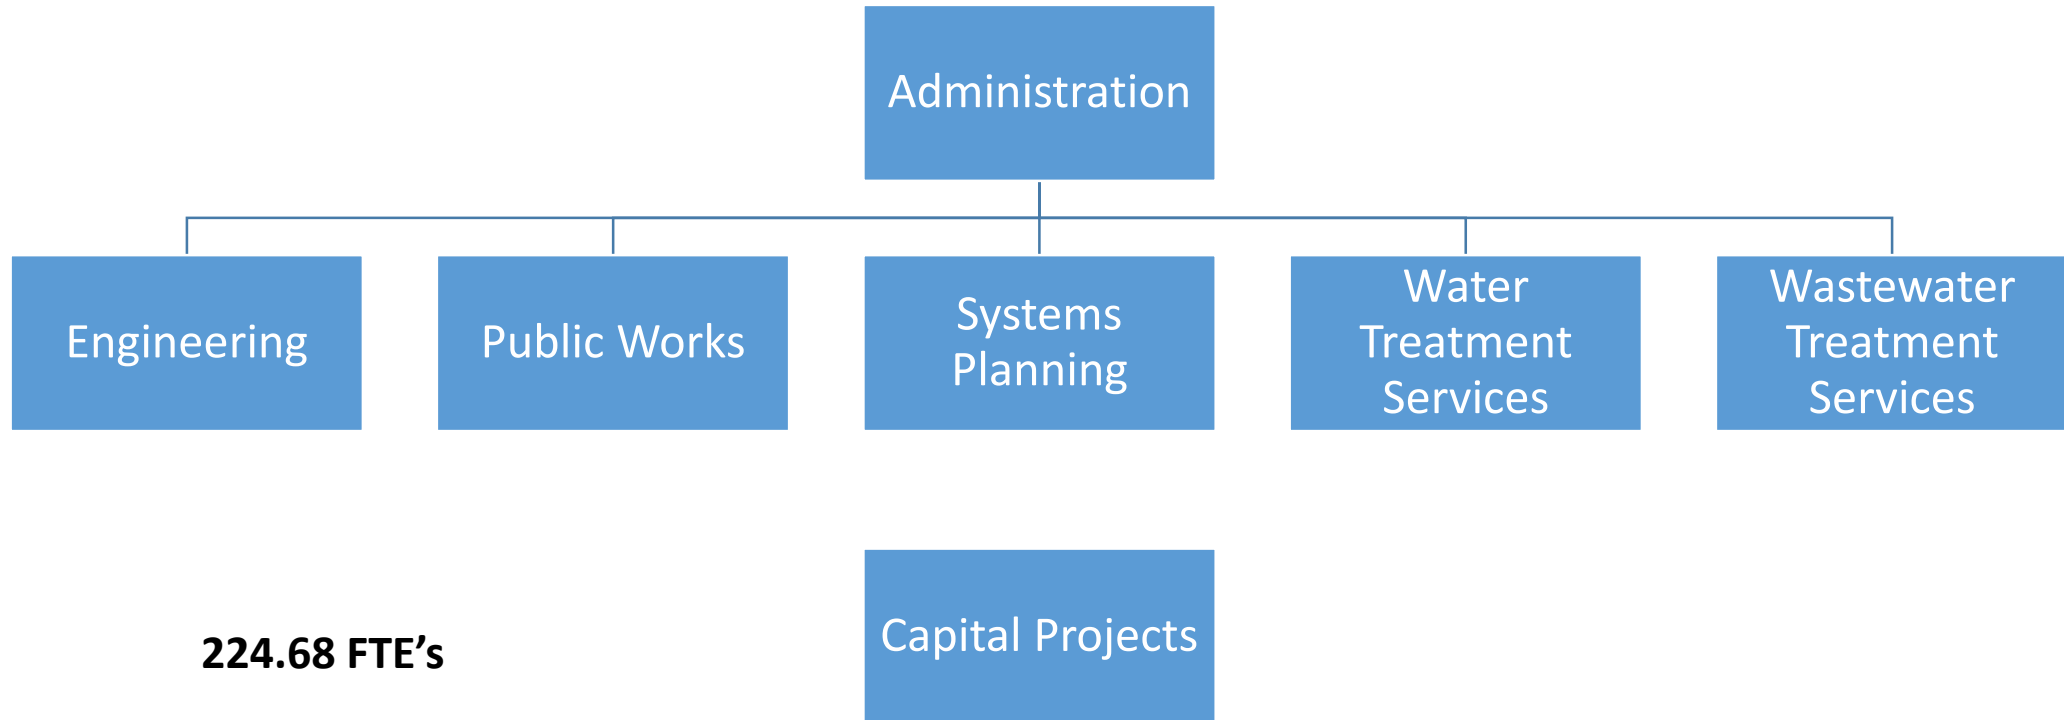 Administration
Engineering
Public Works
Systems
Planning
Water
Treatment
Services
Wastewater
Treatment
Services
Capital Projects
224.68 FTE’s